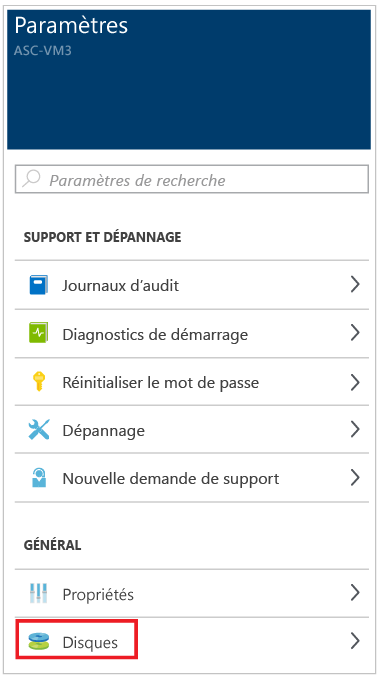 Paramètres
ASC-VM3
Paramètres de recherche
SUPPORT ET DÉPANNAGE
Journaux d'audit
Diagnostics de démarrage
Réinitialiser le mot de passe
Dépannage
Nouvelle demande de support
GÉNÉRAL
Propriétés
Disques